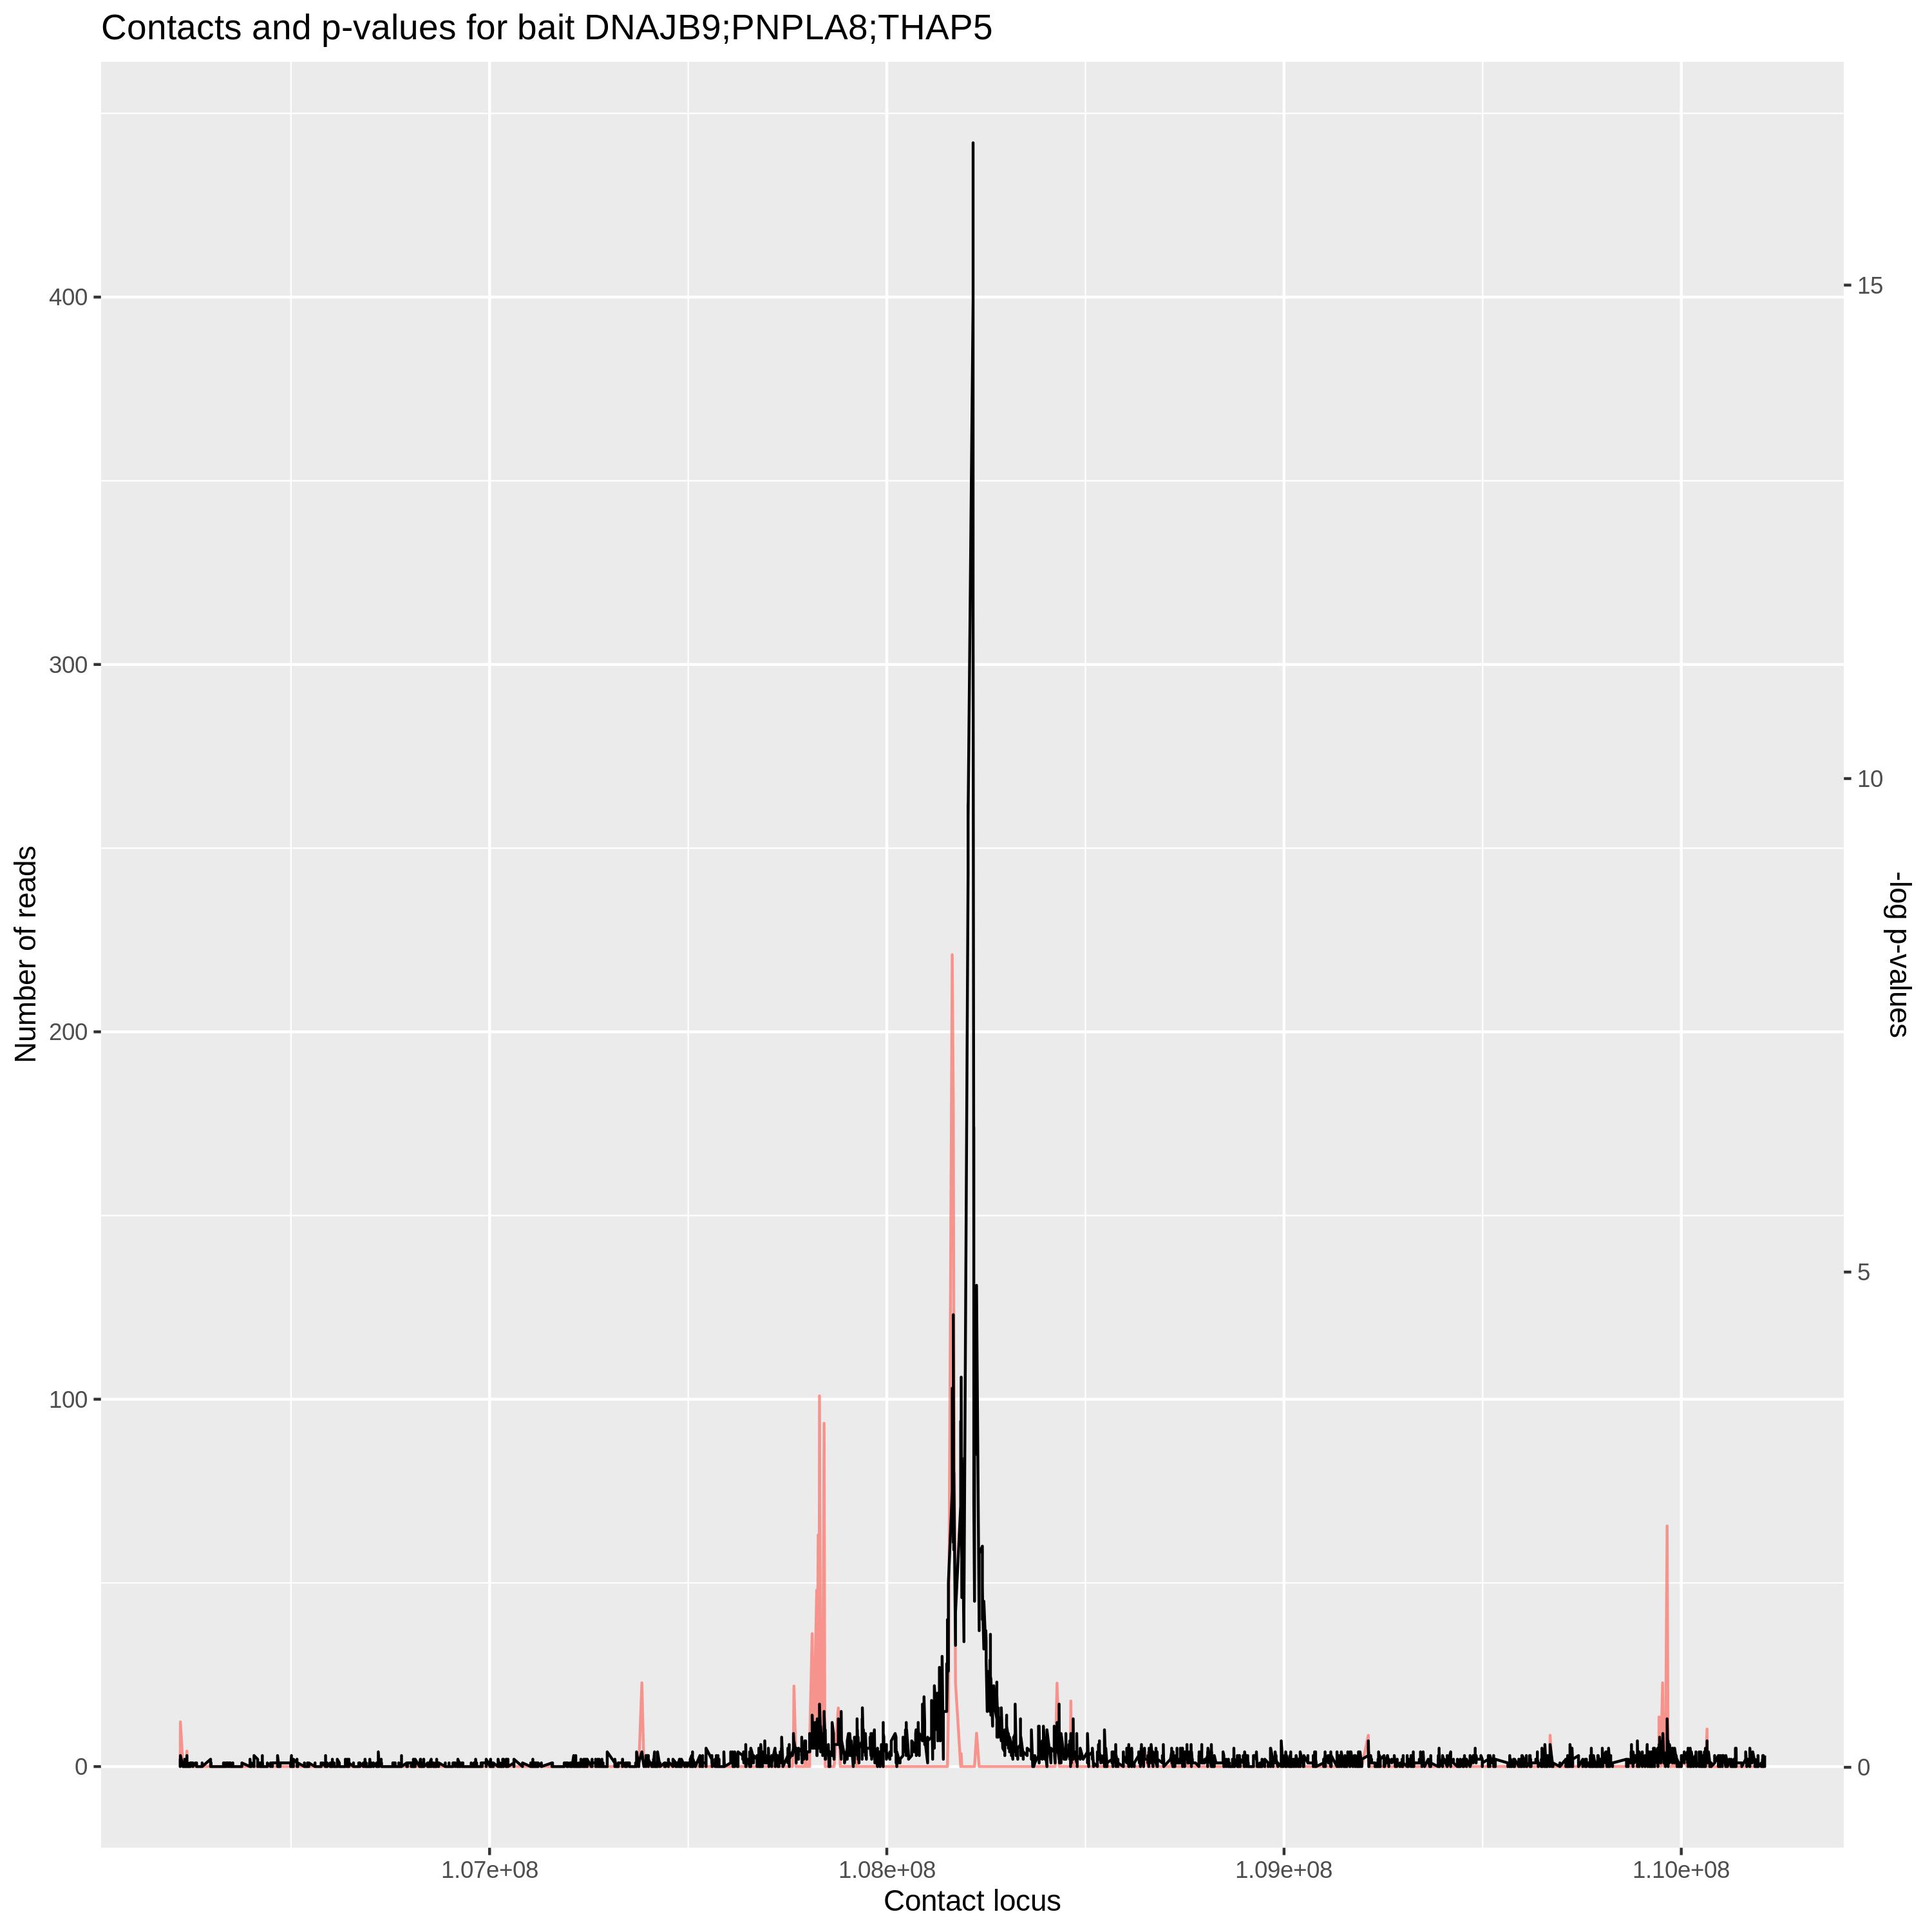 Contacts and p-values for bait DNAJB9;PNPLA8;THAP5
Number of reads
400
300
200
100
0
15
10
5
0
-log p-values
1.07e+08
1.08e+08
1.09e+08
1.10e+08
Contact locus